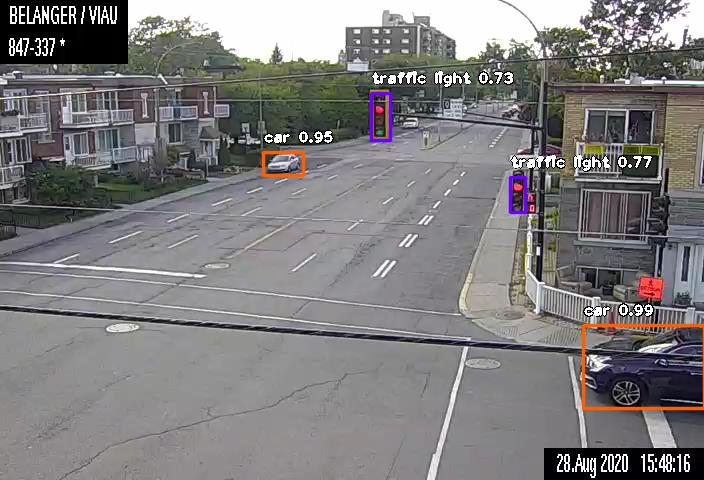 BELANGER / VIAU
847-337 *
traffic light 0.73
car 0.95
traffic light 0.77
car 0.99
28.Aug 2020 15:48:16